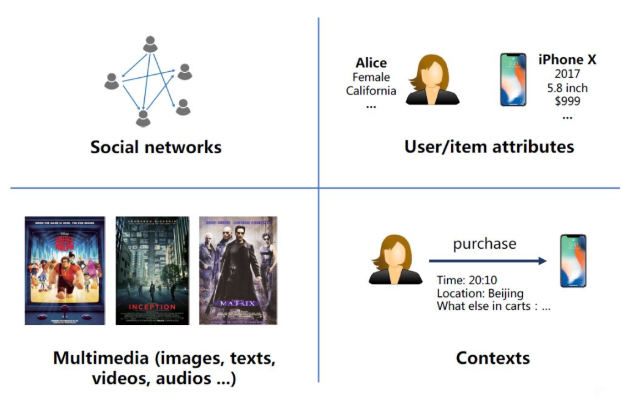 Social networks
Alice
Female
California
...
iPhone X
2017
5.8 inch
$999
...
User/item attributes
INCEPTION
MATRIX
Multimedia (images, texts,
videos, audios ...)
purchase
Time: 20:10
Location: Beijing
What else in carts : ...
Contexts